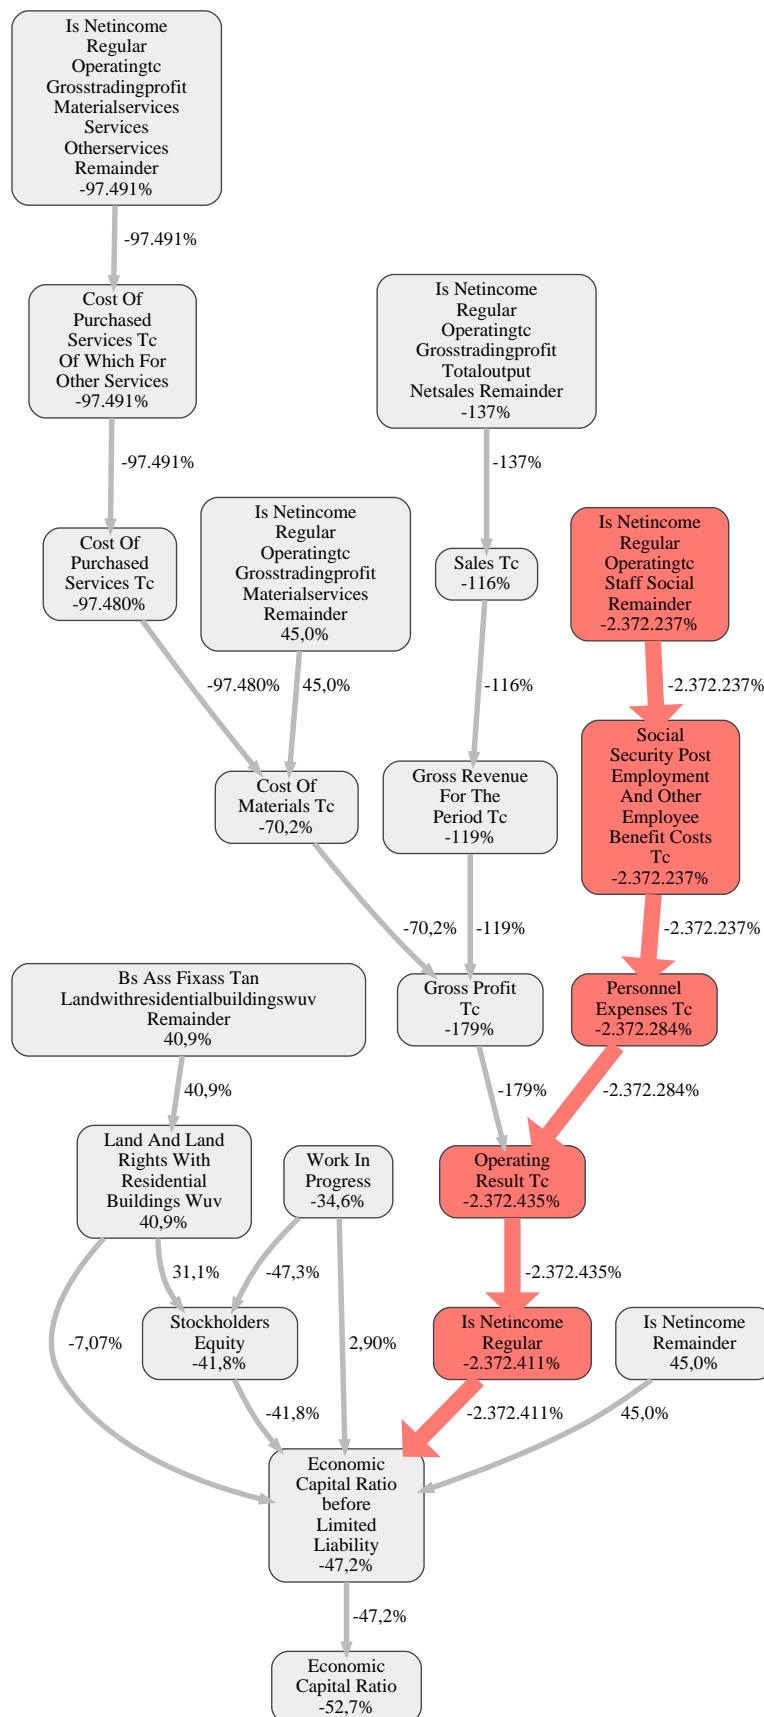 Is Netincome
Regular
Operatingtc
Grosstradingprofit
Materialservices
Services
Otherservices
Remainder
-97.491%
-97.491%
Cost Of
Purchased
Services Tc
Of Which For
Other Services
-97.491%
Is Netincome
Regular
Operatingtc
Grosstradingprofit
Totaloutput
Netsales Remainder
-137%
-97.491%
-137%
Cost Of
Purchased
Services Tc
-97.480%
Is Netincome
Regular
Operatingtc
Grosstradingprofit
Materialservices
Remainder
45,0%
Sales Tc
-116%
Is Netincome
Regular
Operatingtc
Staff Social
Remainder
-2.372.237%
-97.480%
45,0%
-116%
-2.372.237%
Cost Of
Materials Tc
-70,2%
Gross Revenue
For The
Period Tc
-119%
Social
Security Post
Employment
And Other
Employee
Benefit Costs
Tc
-2.372.237%
-70,2%
-119%
-2.372.237%
Bs Ass Fixass Tan
Landwithresidentialbuildingswuv
Remainder
40,9%
Gross Profit
Tc
-179%
Personnel
Expenses Tc
-2.372.284%
40,9%
-179%
-2.372.284%
Land And Land
Rights With
Residential
Buildings Wuv
40,9%
Work In
Progress
-34,6%
Operating
Result Tc
-2.372.435%
31,1%
-47,3%
-2.372.435%
-7,07%
Stockholders
Equity
-41,8%
2,90%
Is Netincome
Regular
-2.372.411%
Is Netincome
Remainder
45,0%
-41,8%
-2.372.411%
45,0%
Economic
Capital Ratio
before
Limited
Liability
-47,2%
-47,2%
Economic
Capital Ratio
-52,7%